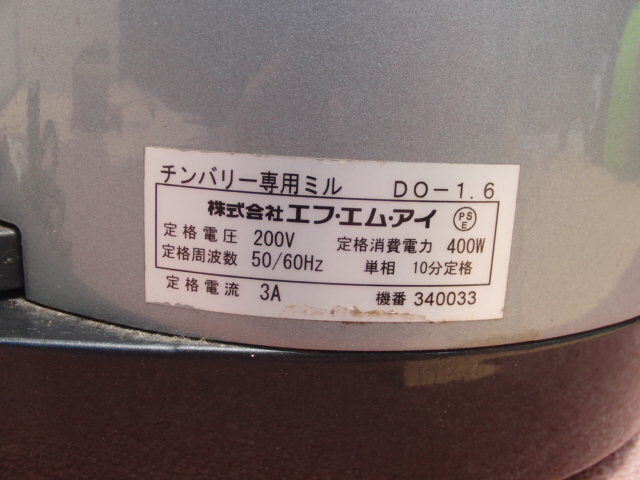 チンバリー専用ミル DO-1.6
株式会社エフ・エム・アイ PSE
定格電圧 200V 定格消費電力 400W
定格周波数 50/60Hz 単相 10分定格
定格電流 3A 機番 340033